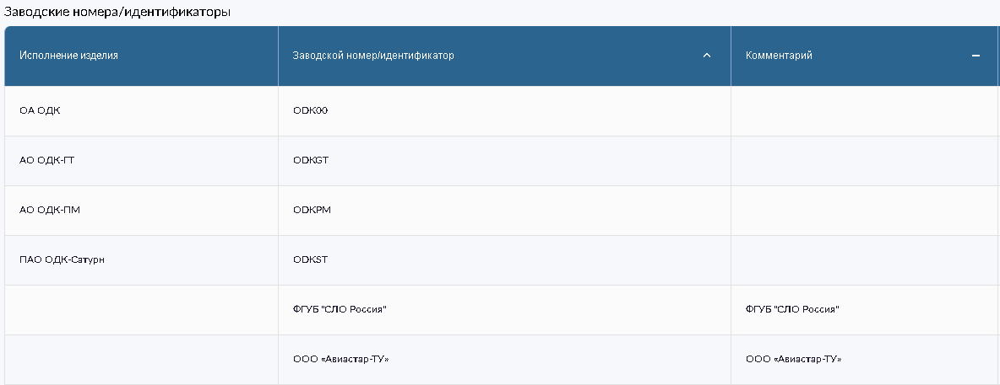 Заводские номера/идентификаторы
Исполнение изделия Заводской номер/идентификатор Комментарий
ОА ОДК ODK00
АО ОДК-ГТ ODKGT
АО ОДК-ПМ ODKPM
ПАО ОДК-Сатурн ODKST
ФГУБ "СЛО Россия" ФГУБ "СЛО Россия"
ООО «Авиастар-ТУ» ООО «Авиастар-ТУ»